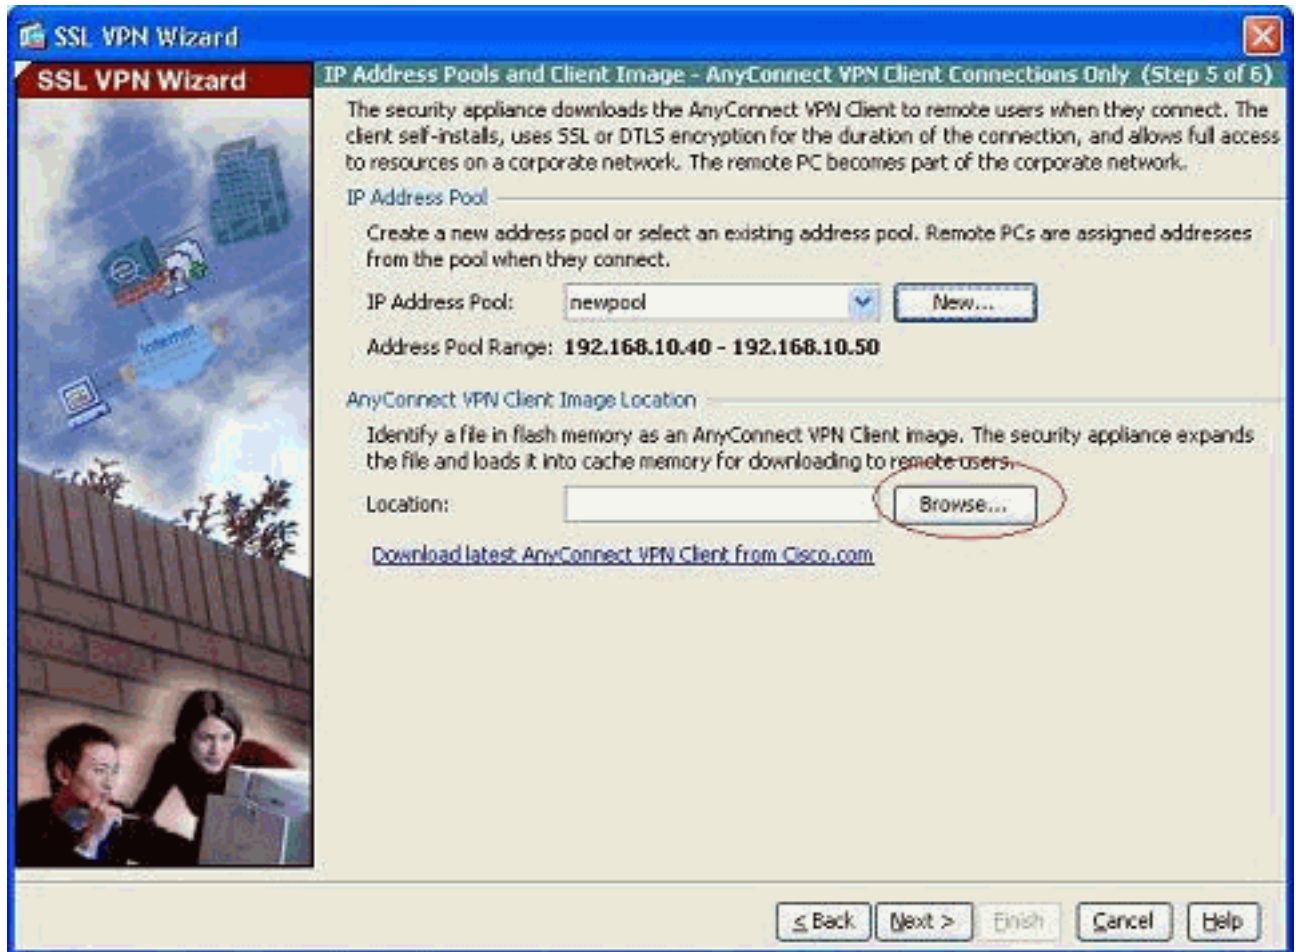 SSL VPN Wizard
SSL VPN Wizard
IP Address Pools and Client Image - AnyConnect VPN Client Connections Only (Step 5 of 6)
The security appliance downloads the AnyConnect VPN Client to remote users when they connect. The
client self-installs, uses SSL or DTLS encryption for the duration of the connection, and allows full access
to resources on a corporate network. The remote PC becomes part of the corporate network.
IP Address Pool
Create a new address pool or select an existing address pool. Remote PCs are assigned addresses
from the pool when they connect.
IP Address Pool: newpool New...
Address Pool Range: 192.168.10.40 - 192.168.10.50
AnyConnect VPN Client Image Location
Identify a file in flash memory as an AnyConnect VPN Client image. The security appliance expands
the file and loads it into cache memory for downloading to remote users.
Location: Browse...
Download latest AnyConnect VPN Client from Cisco.com
Internet
< Back Next > Finish Cancel Help